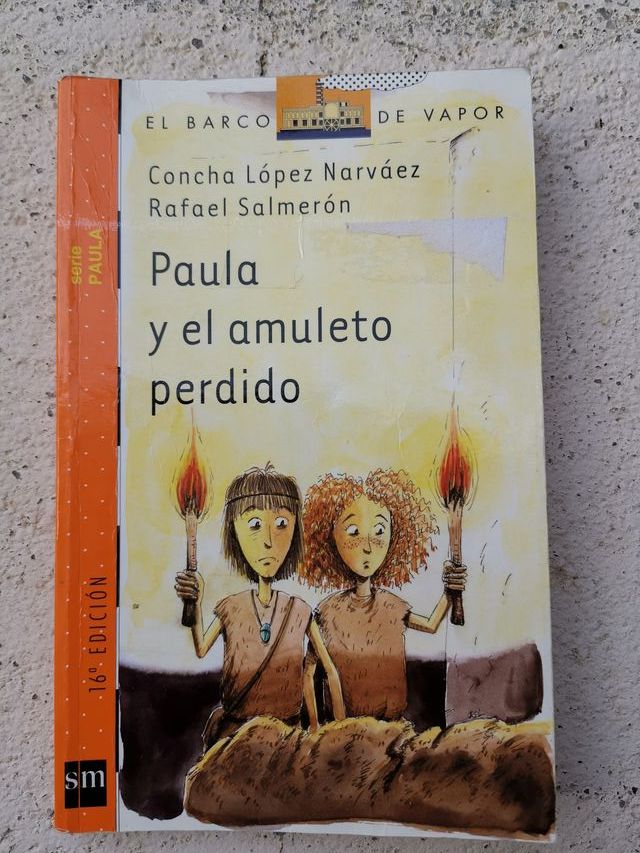 EL BARCO DE VAPOR
Concha López Narváez
Rafael Salmerón
Paula
y el amuleto
perdido
serie
PAULA
16ª EDICIÓN
sm